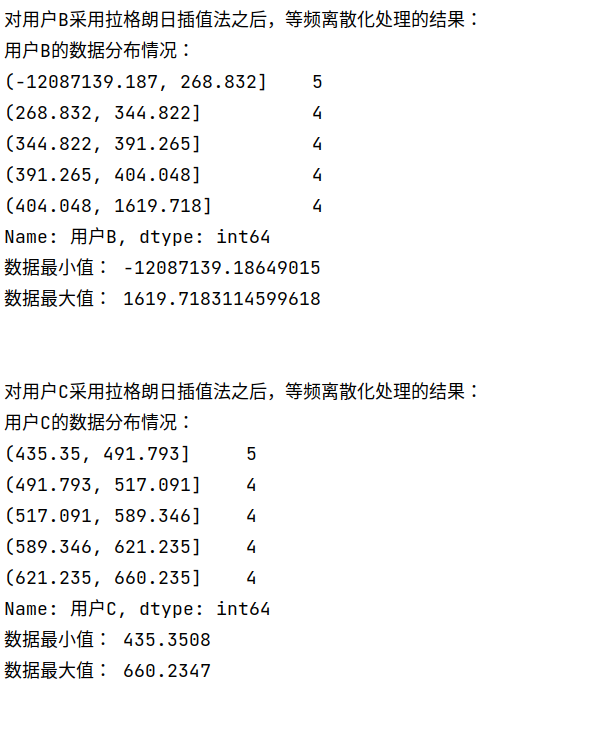 对用户B采用拉格朗日插值法之后，等频离散化处理的结果：
用户B的数据分布情况：
(-12087139.187, 268.832]    5
(268.832, 344.822]          4
(344.822, 391.265]          4
(391.265, 404.048]          4
(404.048, 1619.718]         4
Name: 用户B, dtype: int64
数据最小值： -12087139.18649015
数据最大值： 1619.7183114599618
对用户C采用拉格朗日插值法之后，等频离散化处理的结果：
用户C的数据分布情况：
(435.35, 491.793]     5
(491.793, 517.091]    4
(517.091, 589.346]    4
(589.346, 621.235]    4
(621.235, 660.235]    4
Name: 用户C, dtype: int64
数据最小值： 435.3508
数据最大值： 660.2347